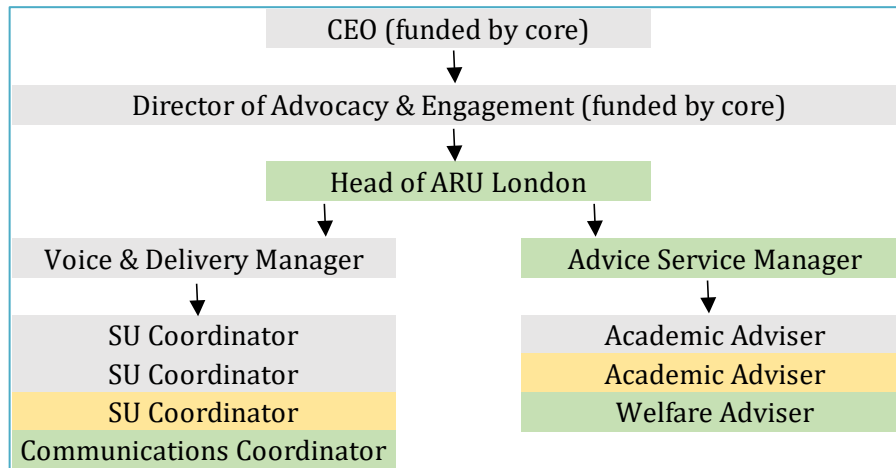 CEO (funded by core)
Director of Advocacy & Engagement (funded by core)
Head of ARU London
Voice & Delivery Manager
Advice Service Manager
SU Coordinator
SU Coordinator
SU Coordinator
Communications Coordinator
Academic Adviser
Academic Adviser
Welfare Adviser